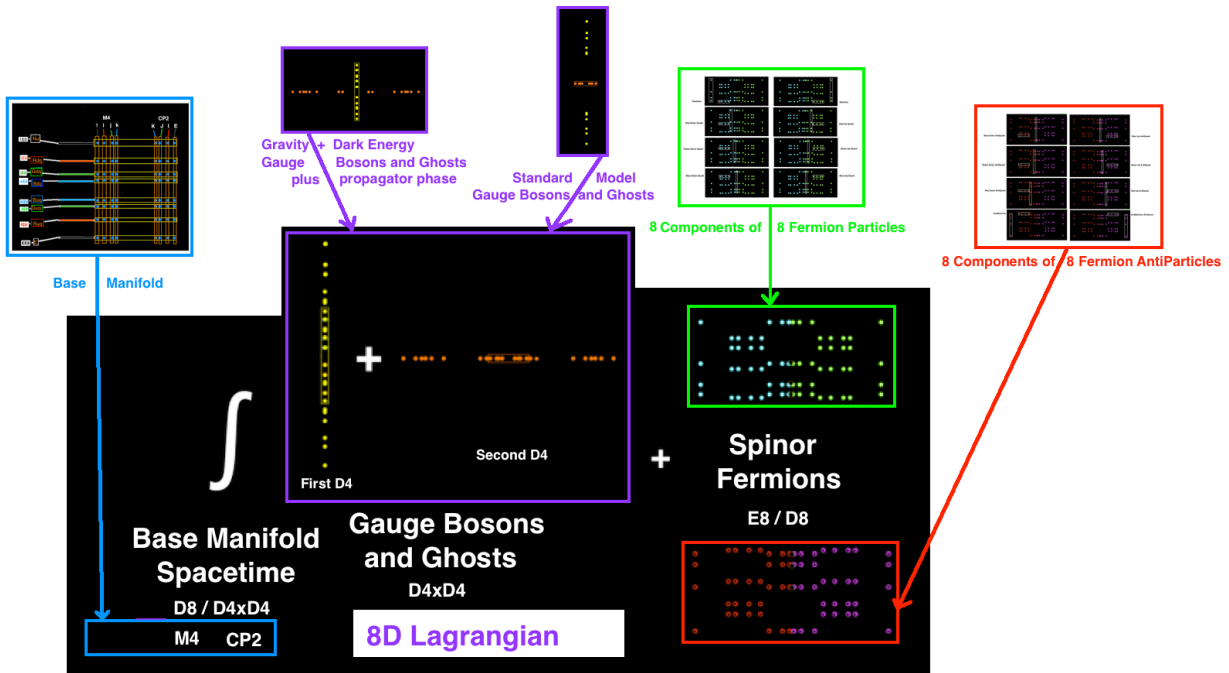 M4 CP2
1 i j k K J I E
Gravity + Dark Energy
Gauge Bosons and Ghosts
plus propagator phase
Standard Model
Gauge Bosons and Ghosts
8 Components of 8 Fermion Particles
8 Components of 8 Fermion AntiParticles
Base Manifold
∫
+
First D4
Second D4
+
Spinor
Fermions
E8 / D8
Base Manifold
Spacetime
D8 / D4xD4
M4 CP2
Gauge Bosons
and Ghosts
D4xD4
8D Lagrangian